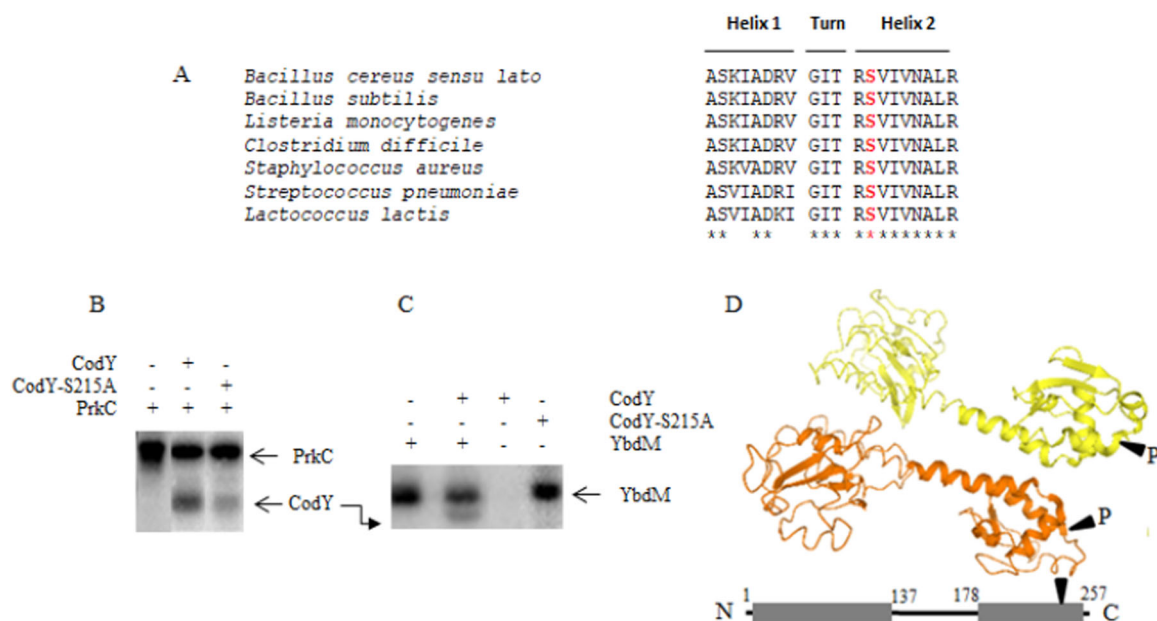 Helix 1 Turn Helix 2
A
Bacillus cereus sensu lato ASKIADRV GIT RSVIVNALR
Bacillus subtilis ASKIADRV GIT RSVIVNALR
Listeria monocytogenes ASKIADRV GIT RSVIVNALR
Clostridium difficile ASKIADRV GIT RSVIVNALR
Staphylococcus aureus ASKVADRV GIT RSVIVNALR
Streptococcus pneumoniae ASVIADRI GIT RSVIVNALR
Lactococcus lactis ASVIADKI GIT RSVIVNALR
** ** *** *********
B
CodY - + -
CodY-S215A - - +
PrkC + + +
PrkC
CodY
C
- + + - CodY
- - - + CodY-S215A
+ + - - YbdM
YbdM
D
P
P
N 1 137 178 257 C